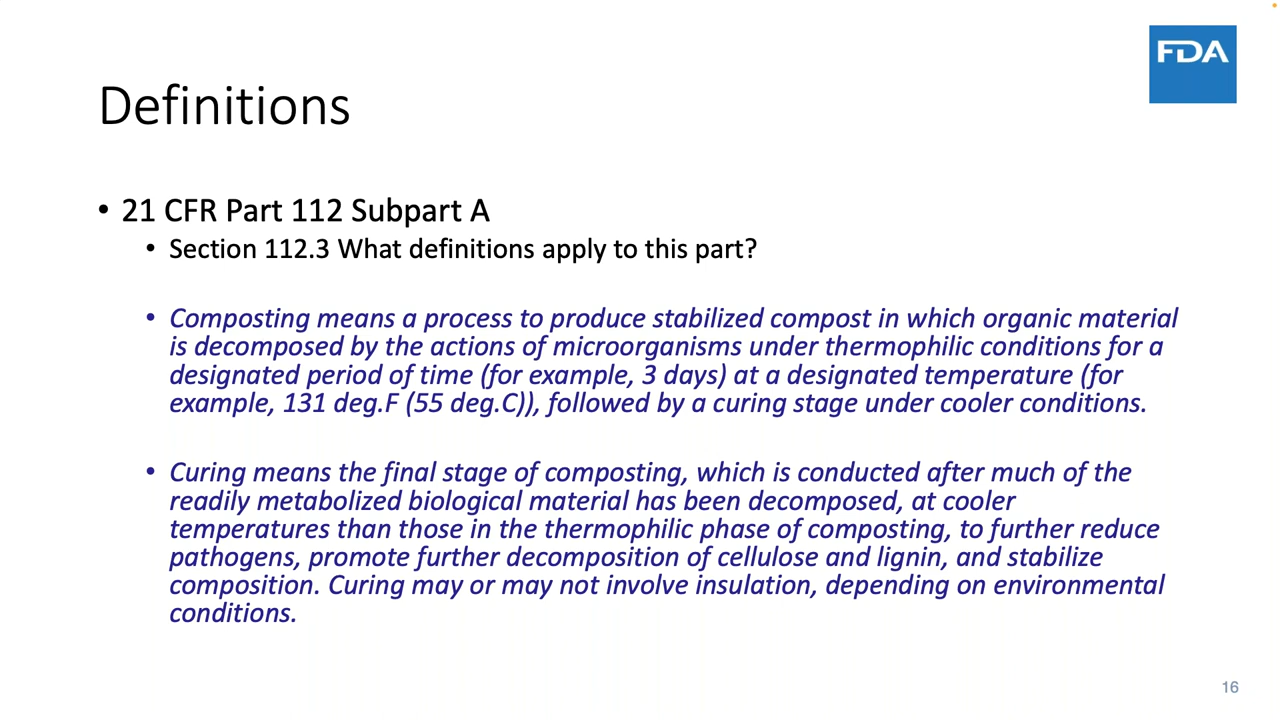 FDA
Definitions
• 21 CFR Part 112 Subpart A
• Section 112.3 What definitions apply to this part?
• Composting means a process to produce stabilized compost in which organic material
is decomposed by the actions of microorganisms under thermophilic conditions for a
designated period of time (for example, 3 days) at a designated temperature (for
example, 131 deg.F (55 deg.C)), followed by a curing stage under cooler conditions.
• Curing means the final stage of composting, which is conducted after much of the
readily metabolized biological material has been decomposed, at cooler
temperatures than those in the thermophilic phase of composting, to further reduce
pathogens, promote further decomposition of cellulose and lignin, and stabilize
composition. Curing may or may not involve insulation, depending on environmental
conditions.
16